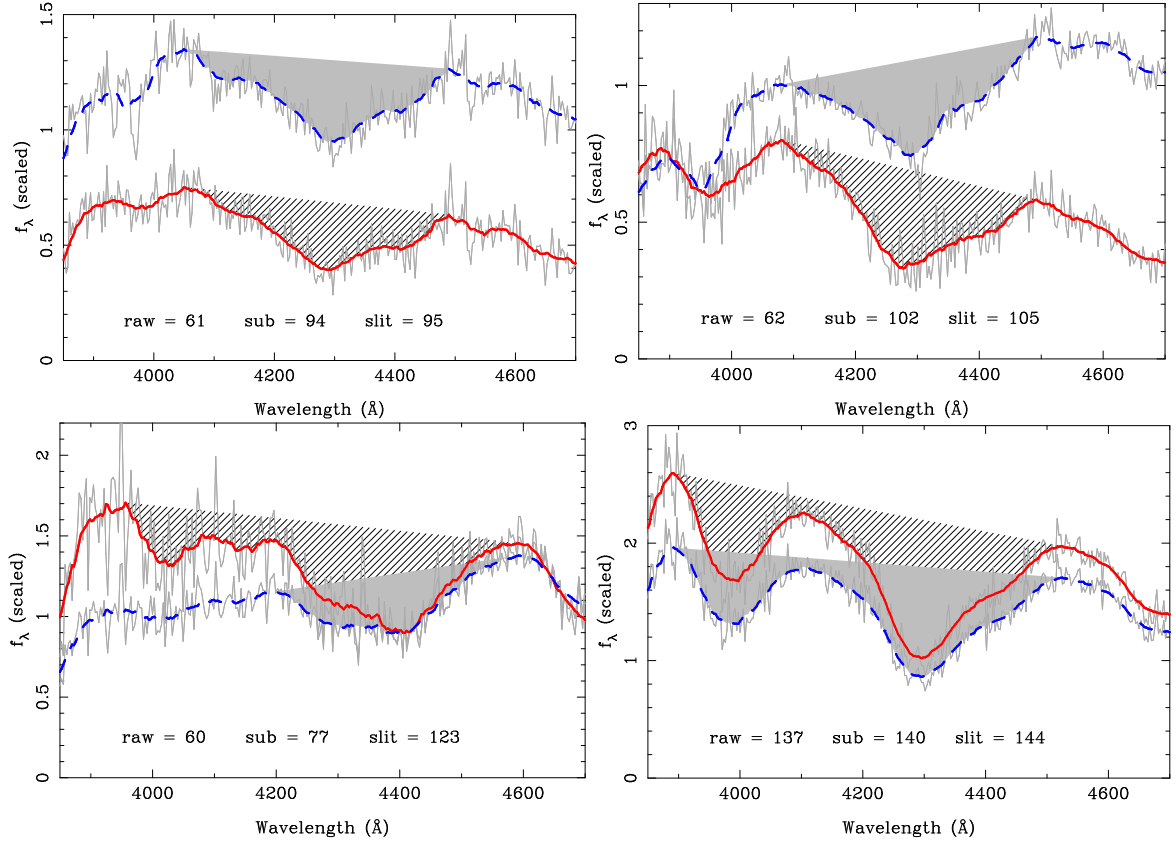 1.5
1
0.5
0
f_λ (scaled)
raw = 61 sub = 94 slit = 95
4000 4200 4400 4600
Wavelength (Å)
1
0.5
0
f_λ (scaled)
raw = 62 sub = 102 slit = 105
4000 4200 4400 4600
Wavelength (Å)
2
1.5
1
0.5
0
f_λ (scaled)
raw = 60 sub = 77 slit = 123
4000 4200 4400 4600
Wavelength (Å)
3
2
1
0
f_λ (scaled)
raw = 137 sub = 140 slit = 144
4000 4200 4400 4600
Wavelength (Å)